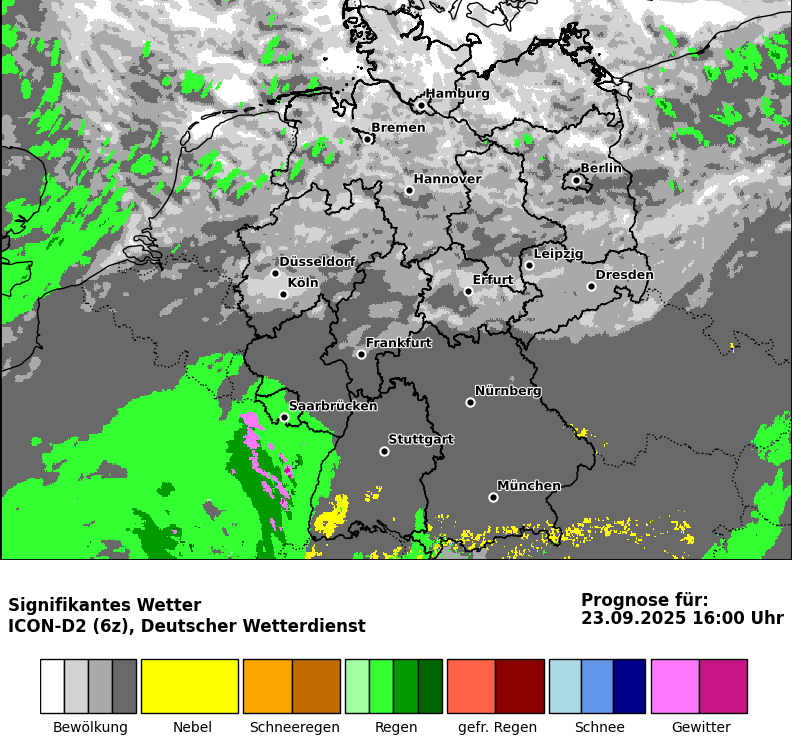 Hamburg
Bremen
Berlin
Hannover
Leipzig
Düsseldorf
Dresden
Köln
Erfurt
Frankfurt
Nürnberg
Saarbrücken
Stuttgart
München
Signifikantes Wetter
ICON-D2 (6z), Deutscher Wetterdienst
Prognose für:
23.09.2025 16:00 Uhr
Bewölkung
Nebel
Schneeregen
Regen
gefr. Regen
Schnee
Gewitter